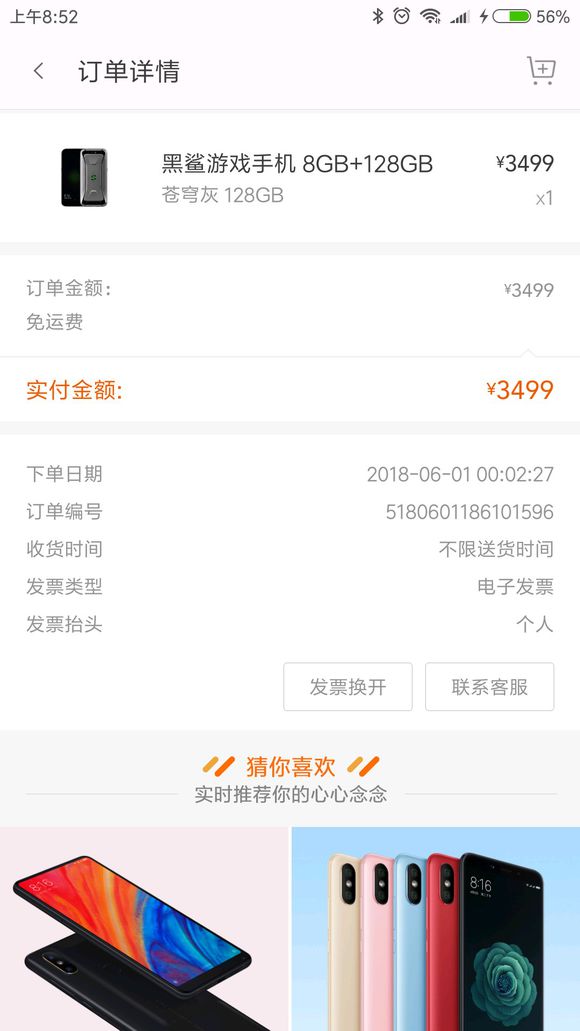 上午8:52
56%
订单详情
黑鲨游戏手机 8GB+128GB
¥3499
苍穹灰 128GB
x1
订单金额:
¥3499
免运费
实付金额:
¥3499
下单日期
2018-06-01 00:02:27
订单编号
5180601186101596
收货时间
不限送货时间
发票类型
电子发票
发票抬头
个人
发票换开
联系客服
猜你喜欢
实时推荐你的心心念念
8:16
8:16